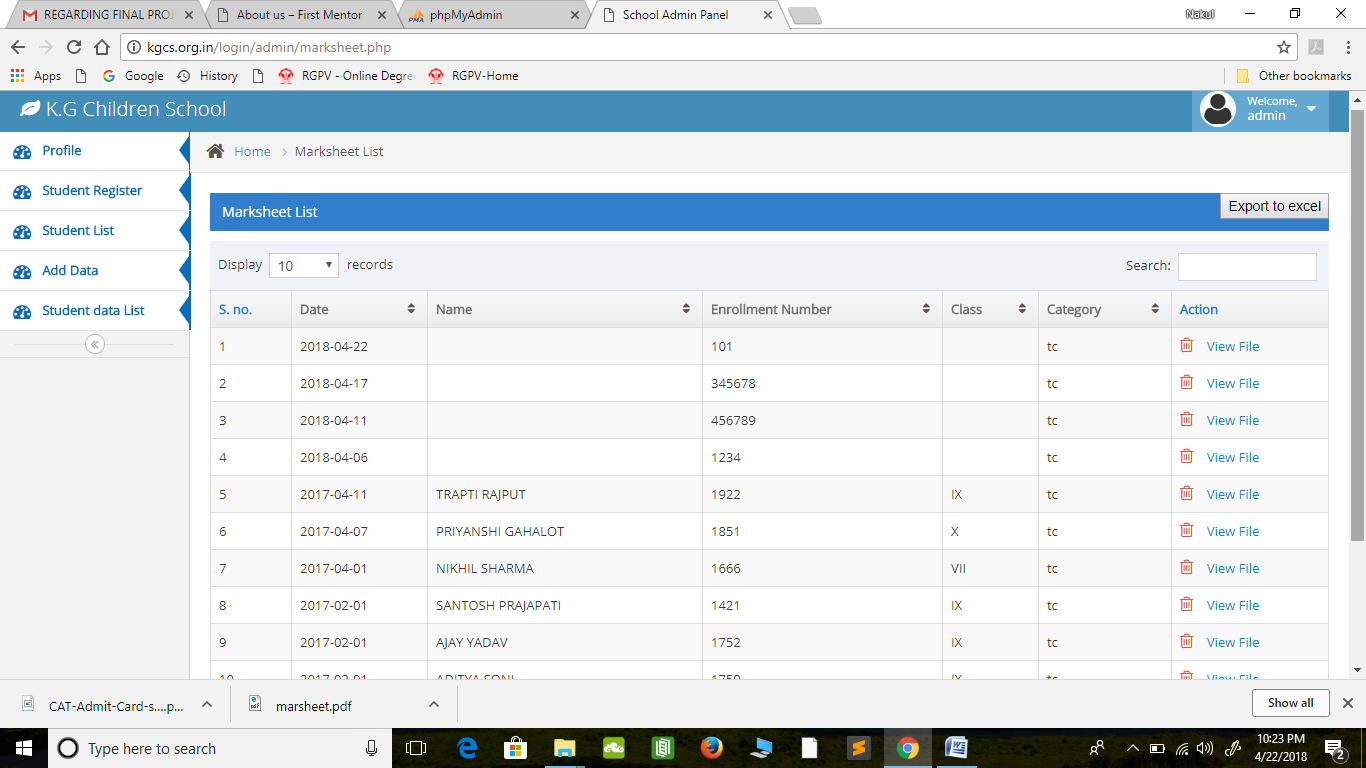 REGARDING FINAL PROJ
About us – First Mentor
phpMyAdmin
School Admin Panel
Nakul
kgcs.org.in/login/admin/marksheet.php
Apps Google History RGPV - Online Degre RGPV-Home Other bookmarks
K.G Children School
Welcome,
admin
Profile
Student Register
Student List
Add Data
Student data List
Home > Marksheet List
Marksheet List
Export to excel
Display 10 records
Search:
S. no. Date Name Enrollment Number Class Category Action
1 2018-04-22 101 tc View File
2 2018-04-17 345678 tc View File
3 2018-04-11 456789 tc View File
4 2018-04-06 1234 tc View File
5 2017-04-11 TRAPTI RAJPUT 1922 IX tc View File
6 2017-04-07 PRIYANSHI GAHALOT 1851 X tc View File
7 2017-04-01 NIKHIL SHARMA 1666 VII tc View File
8 2017-02-01 SANTOSH PRAJAPATI 1421 IX tc View File
9 2017-02-01 AJAY YADAV 1752 IX tc View File
10 2017-02-01 ADITYA SONI IX tc View File
CAT-Admit-Card-s....p...
marsheet.pdf
Show all
Type here to search
10:23 PM
4/22/2018
2